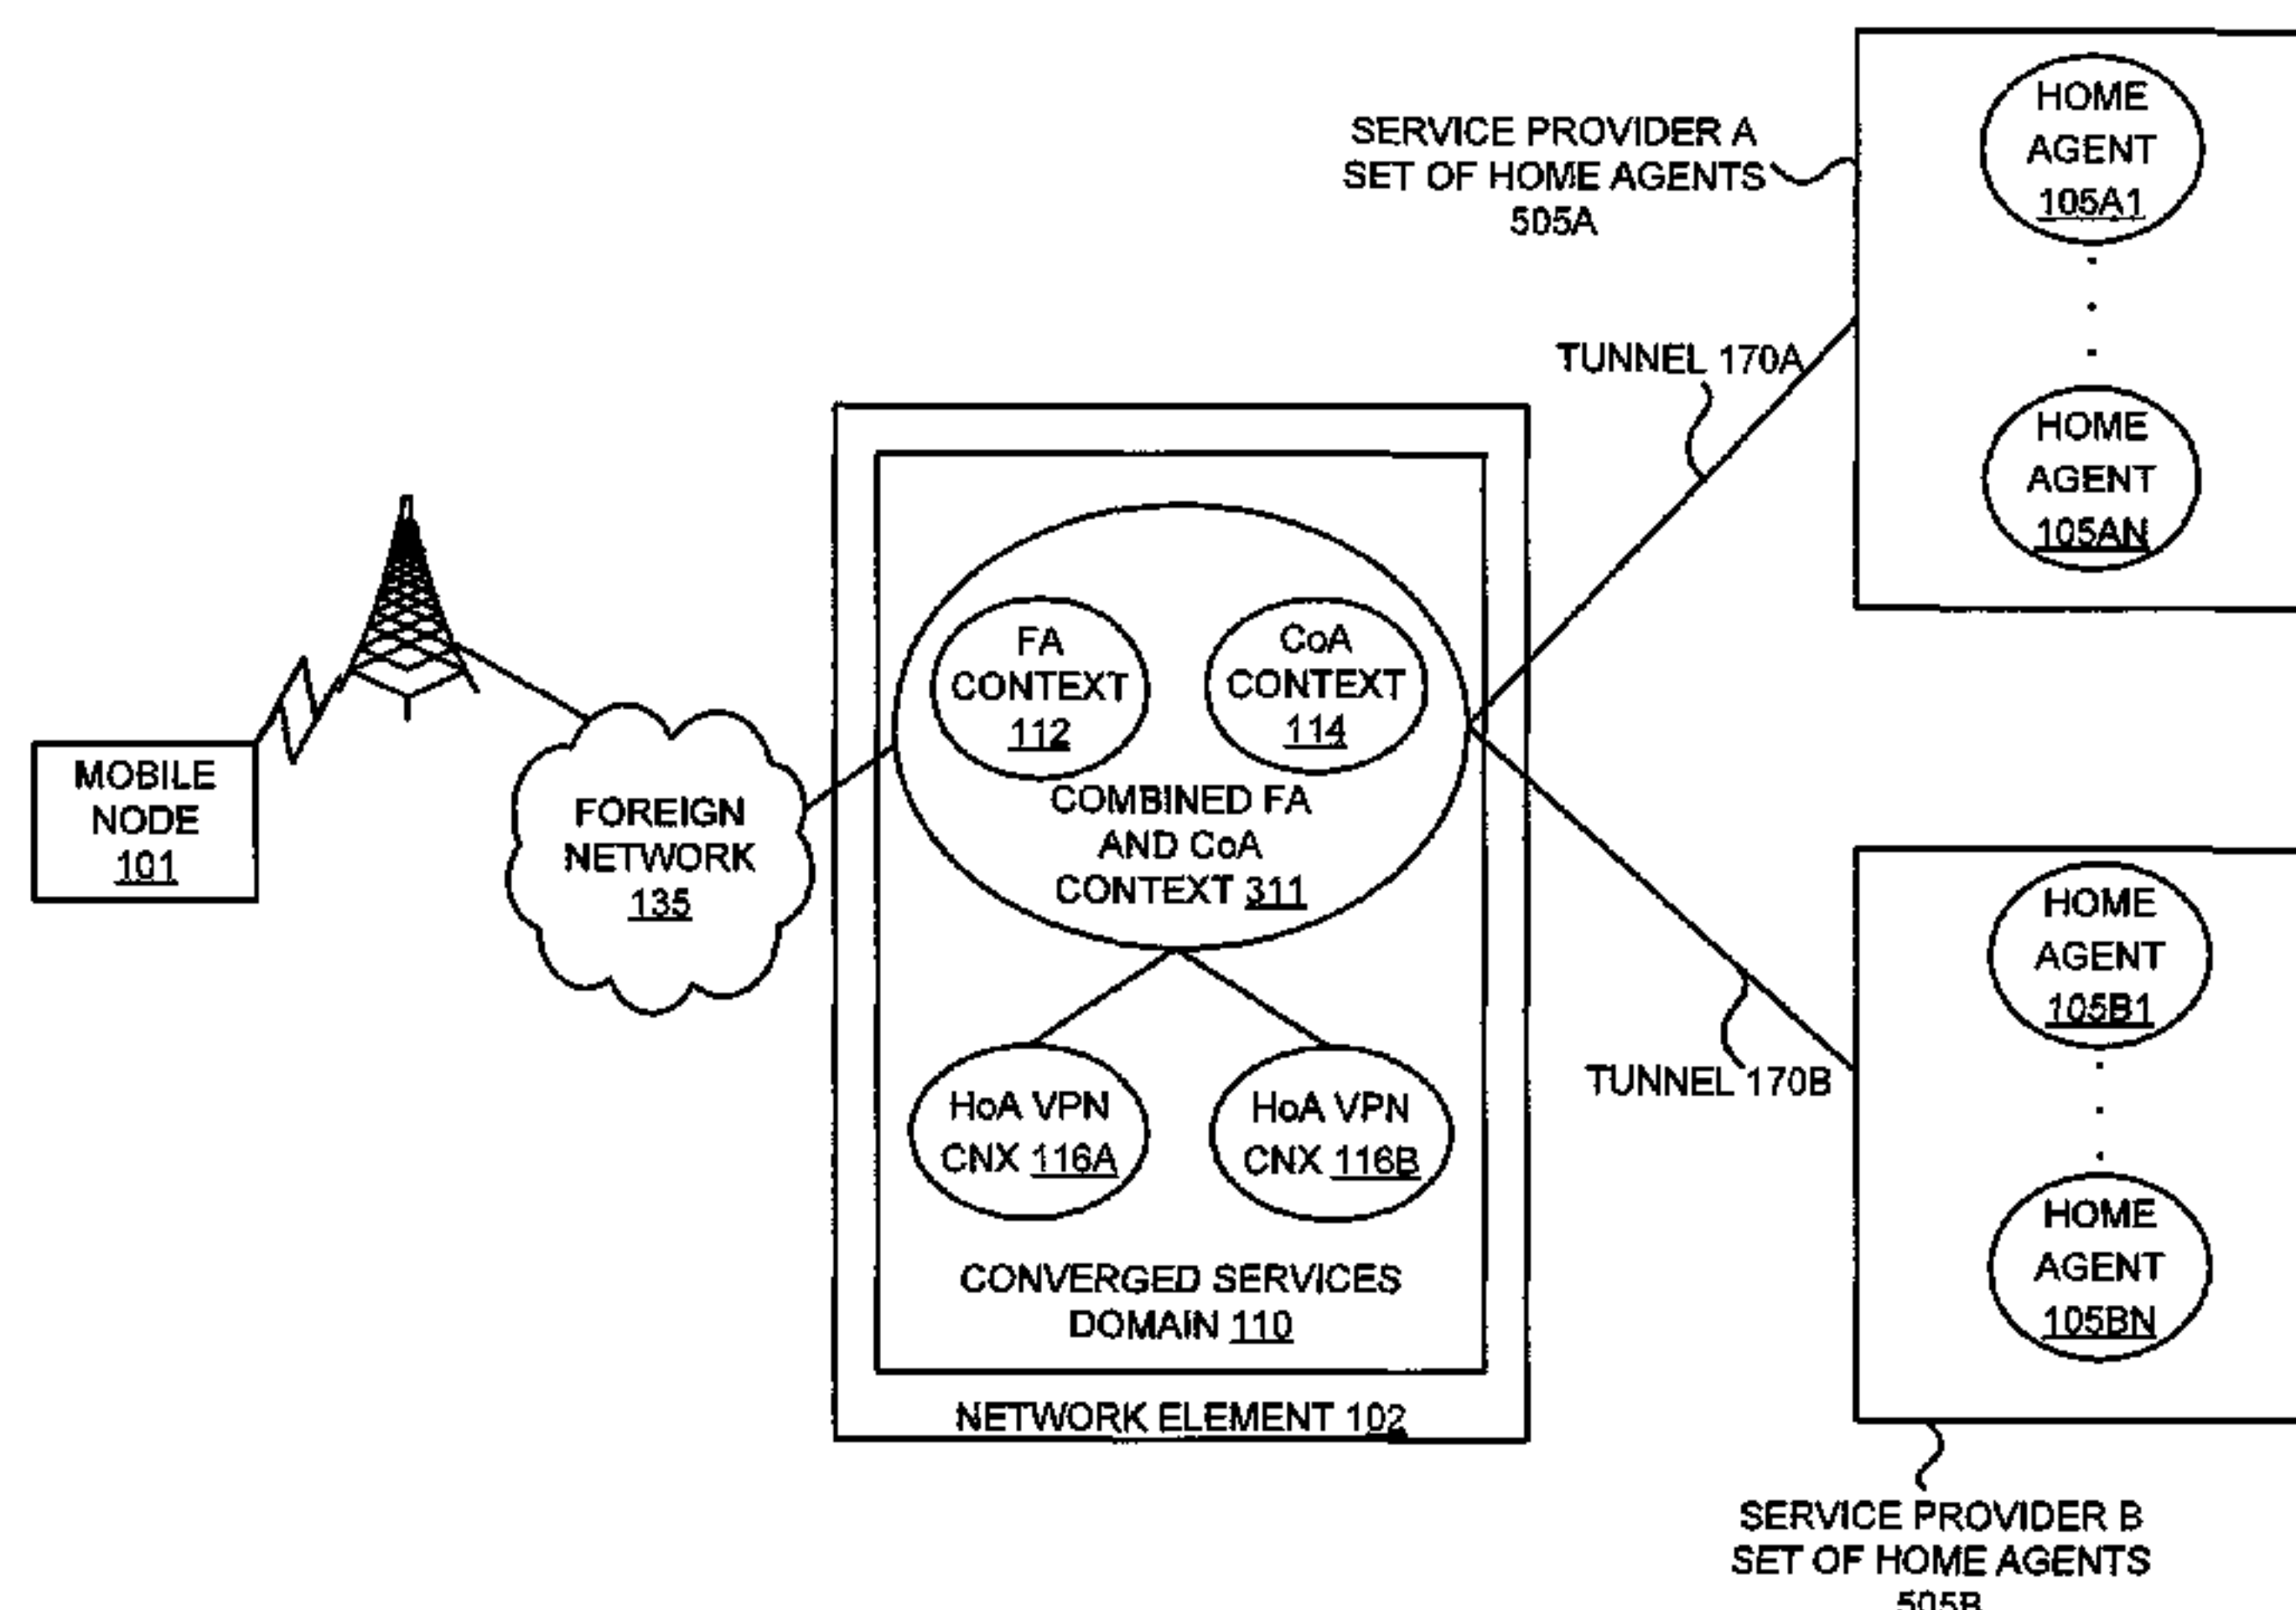 HOME
AGENT
105A1
SERVICE PROVIDER A
SET OF HOME AGENTS
505A
TUNNEL 170A
HOME
AGENT
105AN
FA
CONTEXT
112
CoA
CONTEXT
114
COMBINED FA
AND CoA
CONTEXT 311
MOBILE
NODE
101
FOREIGN
NETWORK
135
HoA VPN
CNX 116A
HoA VPN
CNX 116B
CONVERGED SERVICES
DOMAIN 110
NETWORK ELEMENT 102
HOME
AGENT
105B1
TUNNEL 170B
HOME
AGENT
105BN
SERVICE PROVIDER B
SET OF HOME AGENTS
505B